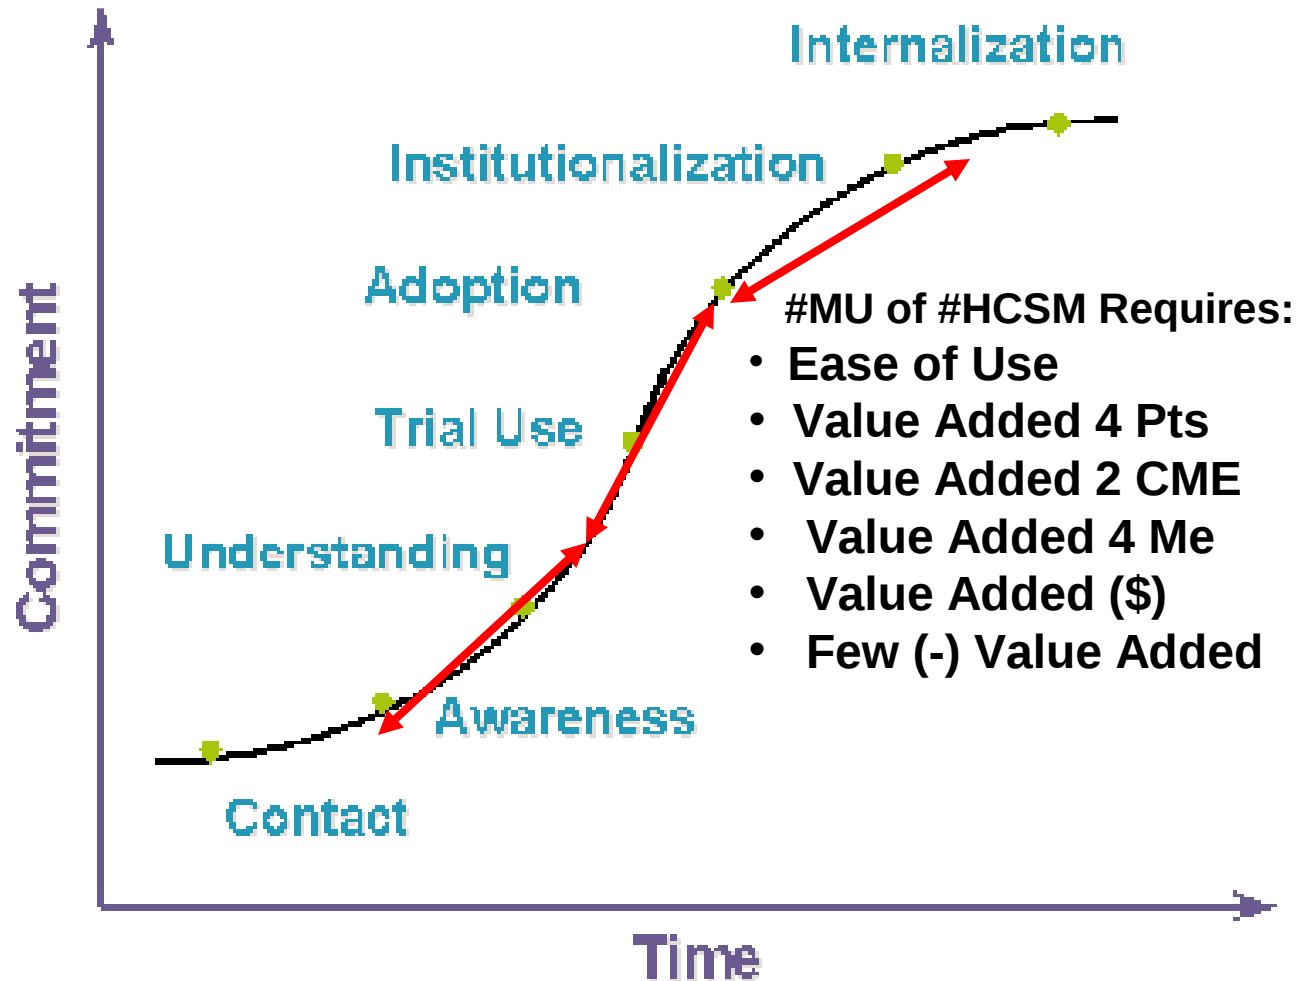 Internalization
Institutionalization
Adoption
#MU of #HCSM Requires:
• Ease of Use
Trial Use
• Value Added 4 Pts
• Value Added 2 CME
Understanding
• Value Added 4 Me
• Value Added ($)
• Few (-) Value Added
Awareness
Contact
Commitment
Time